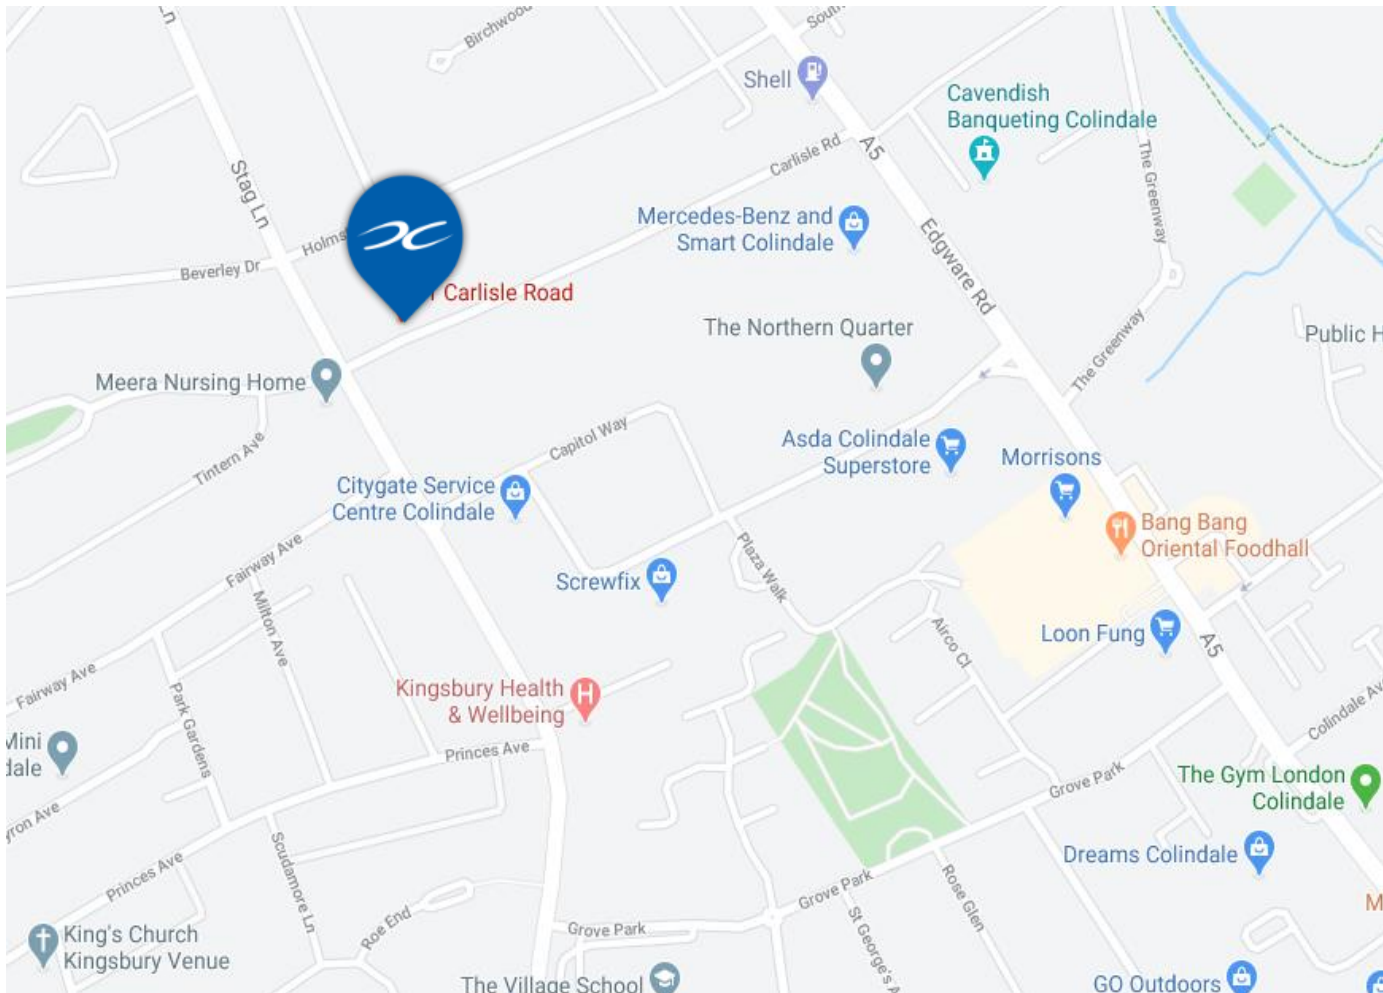 Ln
Birchwood
South
Shell
Cavendish
Banqueting Colindale
A5
Carlisle Rd
The Greenway
Stag Ln
Mercedes-Benz and
Smart Colindale
Edgware Rd
Beverley Dr
Carlisle Road
The Northern Quarter
Public H
The Greenway
Meera Nursing Home
Capitol Way
Tintern Ave
Asda Colindale
Superstore
Morrisons
Citygate Service
Centre Colindale
Bang Bang
Oriental Foodhall
Fairway Ave
Plaza Walk
Screwfix
Milton Ave
Airco Cl
Loon Fung
A5
Fairway Ave
Kingsbury Health
& Wellbeing
Park Gardens
Mini
dale
Princes Ave
Colindale Av
The Gym London
Colindale
Grove Park
yron Ave
Dreams Colindale
Princes Ave
Scudamore Ln
Grove Park
Rose Glen
M
Roe End
Grove Park
St George's A
King's Church
Kingsbury Venue
The Village School
GO Outdoors